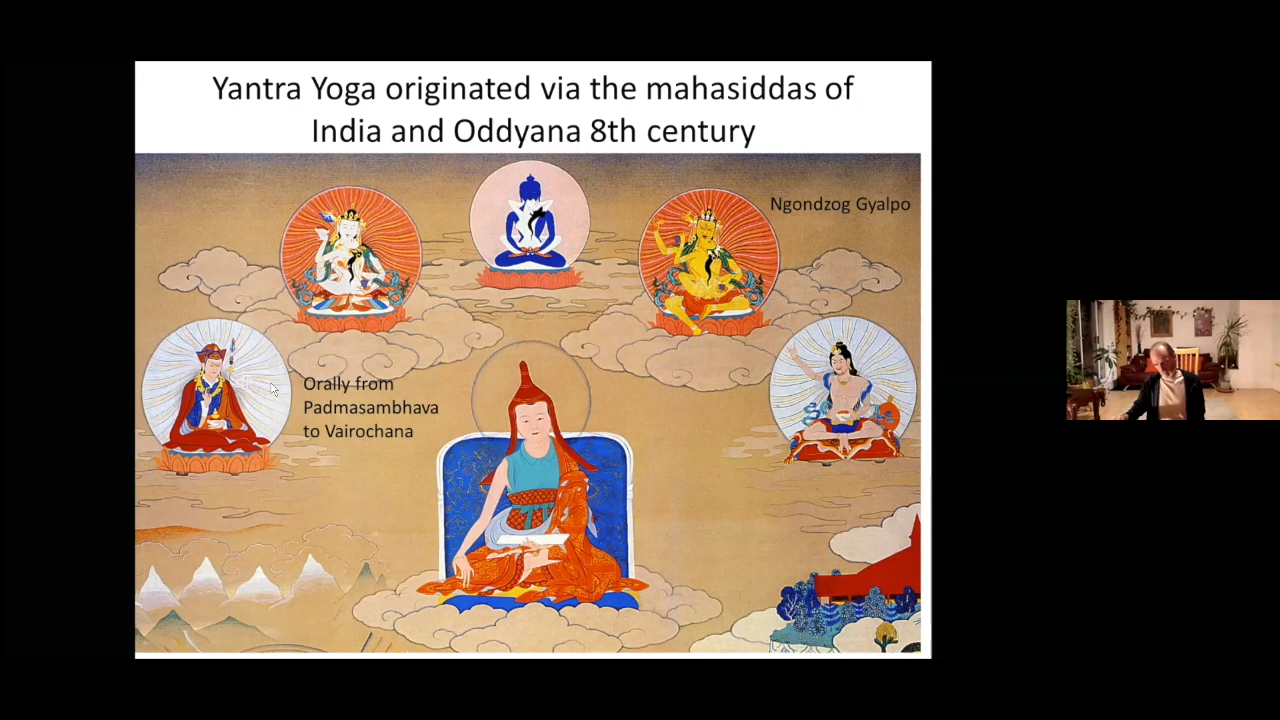 Yantra Yoga originated via the mahasiddas of
India and Oddyana 8th century
Ngondzog Gyalpo
Orally from
Padmasambhava
to Vairochana